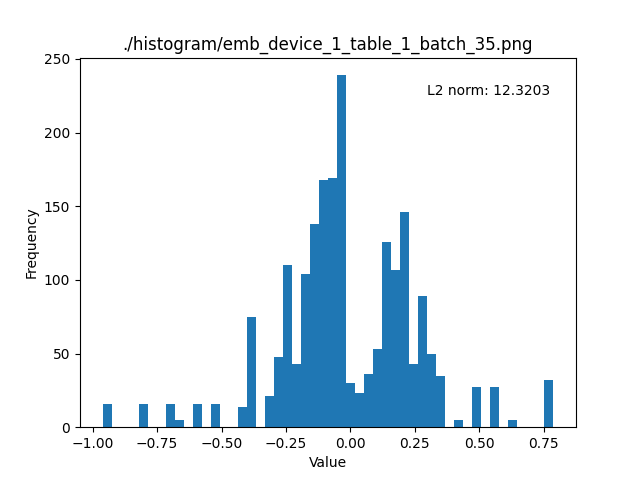 ./histogram/emb_device_1_table_1_batch_35.png
L2 norm: 12.3203
250
200
150
100
50
0
Frequency
−1.00 −0.75 −0.50 −0.25 0.00 0.25 0.50 0.75
Value